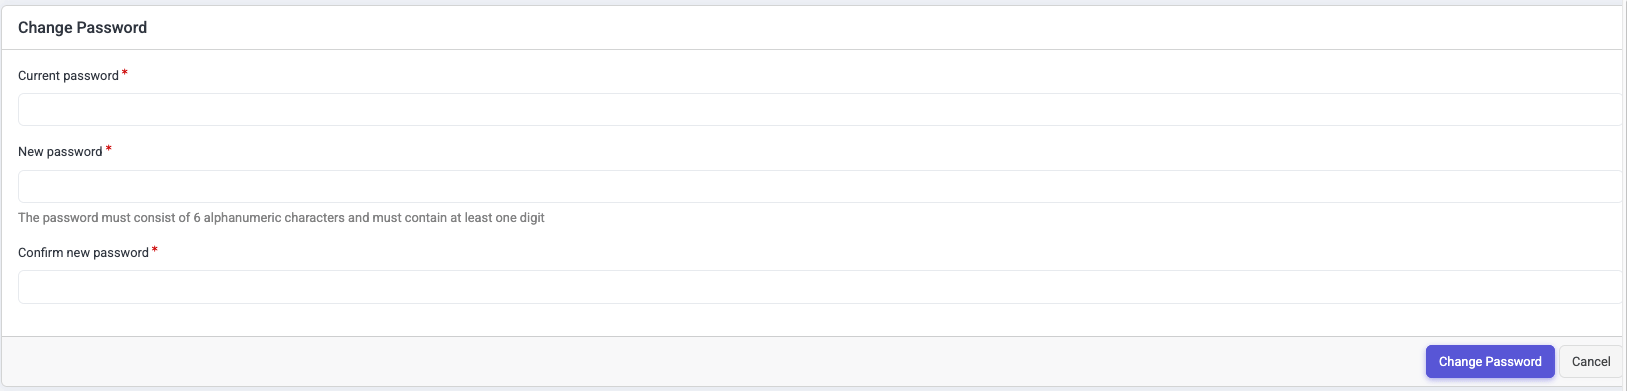 Change Password
Current password *
New password *
The password must consist of 6 alphanumeric characters and must contain at least one digit
Confirm new password *
Change Password Cancel